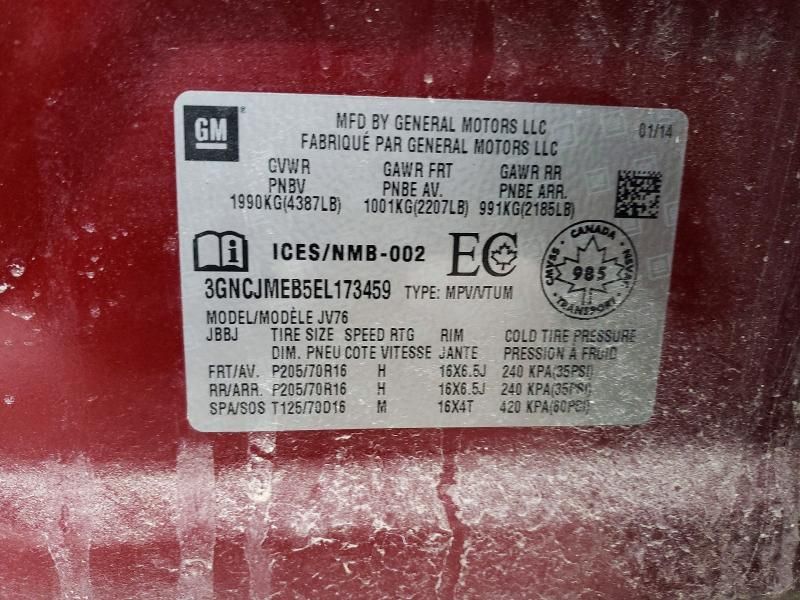 GM
MFD BY GENERAL MOTORS LLC 01/14
FABRIQUÉ PAR GENERAL MOTORS LLC
GVWR GAWR FRT GAWR RR
PNBV PNBE AV. PNBE ARR.
1990KG(4387LB) 1001KG(2207LB) 991KG(2185LB)
i ICES/NMB-002 EC
CANADA
CMVSS 985 NSVAC
TRANSPORT
3GNCJMEB5EL173459 TYPE: MPV/VTUM
MODEL/MODÈLE JV76
JBBJ TIRE SIZE SPEED RTG RIM COLD TIRE PRESSURE
DIM. PNEU COTE VITESSE JANTE PRESSION A FROID
FRT/AV. P205/70R16 H 16X6.5J 240 KPA(35PSI)
RR/ARR. P205/70R16 H 16X6.5J 240 KPA(35PSI)
SPA/SOS T125/70D16 M 16X4T 420 KPA(60PSI)